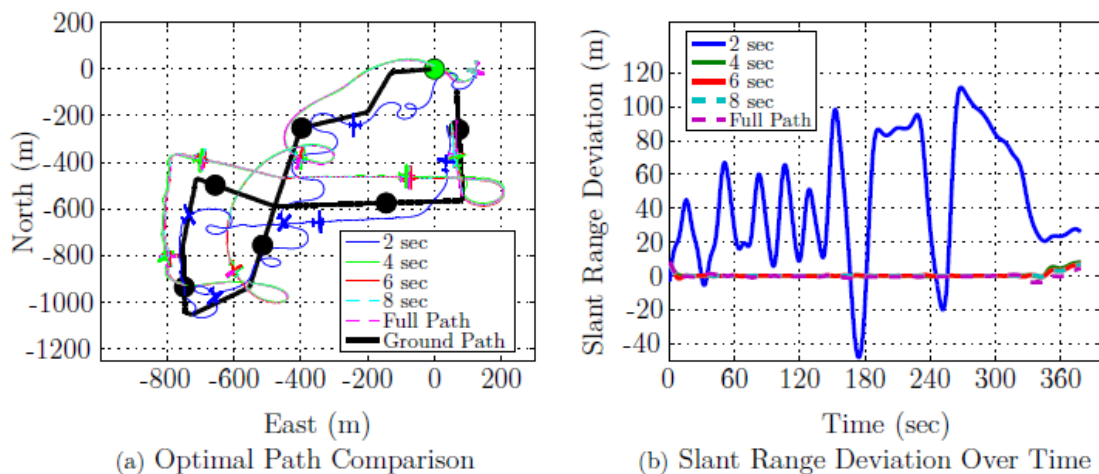 200
0
-200
-400
-600
-800
-1000
-1200
North (m)
-800 -600 -400 -200 0 200
East (m)
2 sec
4 sec
6 sec
8 sec
Full Path
Ground Path
(a) Optimal Path Comparison
120
100
80
60
40
20
0
-20
-40
Slant Range Deviation (m)
0 60 120 180 240 300 360
Time (sec)
2 sec
4 sec
6 sec
8 sec
Full Path
(b) Slant Range Deviation Over Time